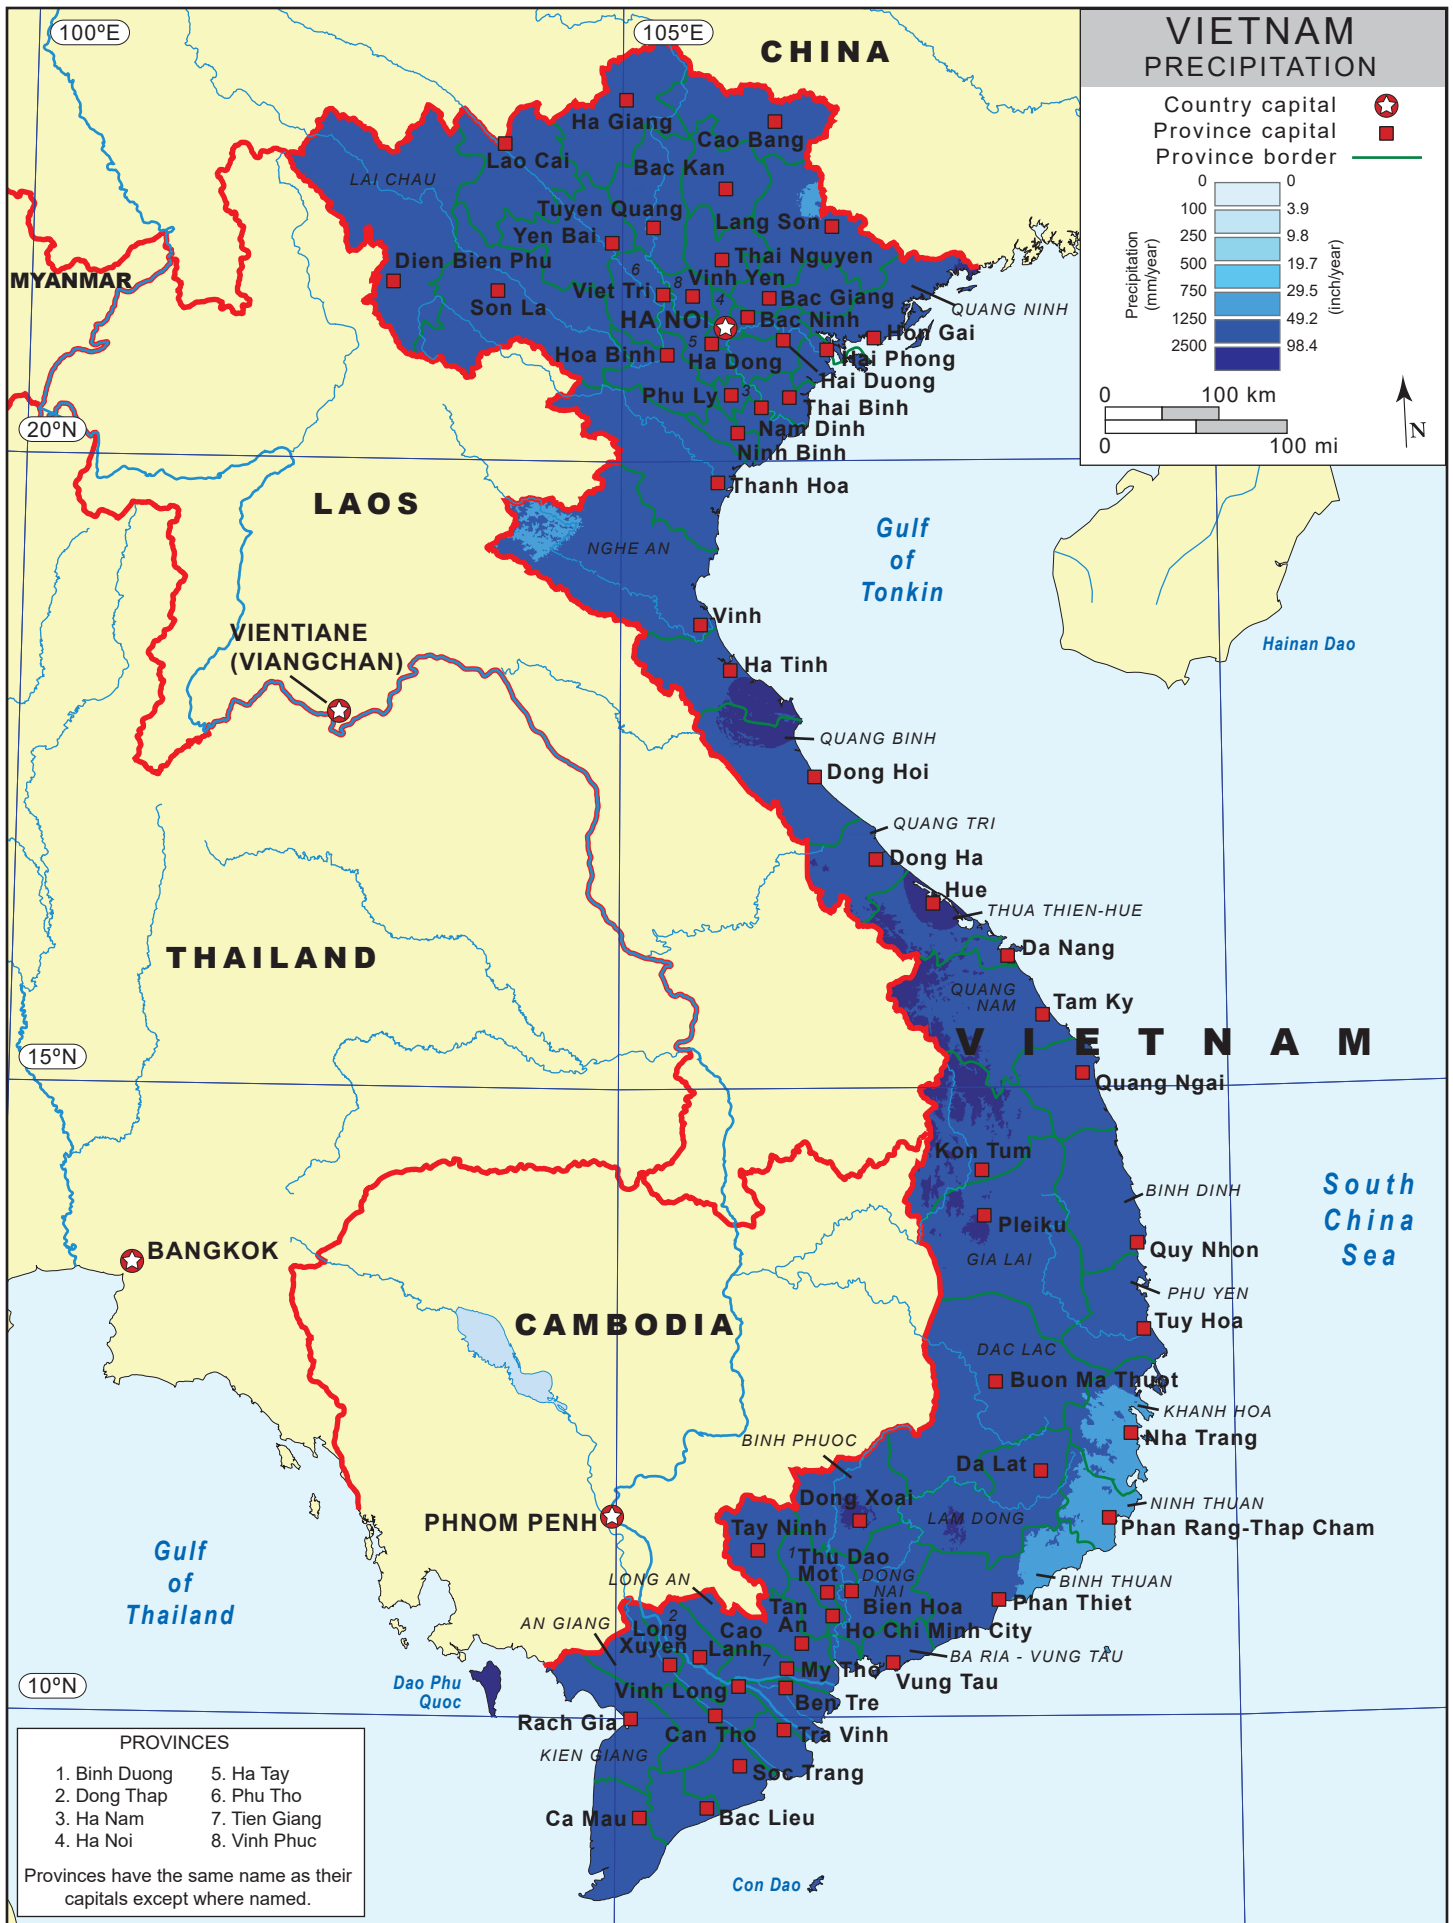 100ºE
105ºE
CHINA
VIETNAM
PRECIPITATION
Country capital
Province capital
Province border
0 0
100 3.9
250 9.8
500 19.7
750 29.5
1250 49.2
2500 98.4
Precipitation
(mm/year)
(inch/year)
0 100 km
0 100 mi
N
Ha Giang
Cao Bang
Lao Cai
Bac Kan
LAI CHAU
Tuyen Quang
Lang Son
Yen Bai
Dien Bien Phu
Thai Nguyen
MYANMAR
6
8
Vinh Yen
Viet Tri
4
Bac Giang
Son La
QUANG NINH
HA NOI
Bac Ninh
Hon Gai
5
Hoa Binh
Ha Dong
Hai Phong
Hai Duong
Phu Ly
3
Thai Binh
20ºN
Nam Dinh
Ninh Binh
Thanh Hoa
LAOS
Gulf
of
Tonkin
NGHE AN
Vinh
VIENTIANE
(VIANGCHAN)
Hainan Dao
Ha Tinh
QUANG BINH
Dong Hoi
QUANG TRI
Dong Ha
Hue
THUA THIEN-HUE
Da Nang
THAILAND
QUANG
NAM
Tam Ky
VIETNAM
15ºN
Quang Ngai
Kon Tum
BINH DINH
South
China
Sea
Pleiku
BANGKOK
Quy Nhon
GIA LAI
PHU YEN
CAMBODIA
Tuy Hoa
DAC LAC
Buon Ma Thuot
KHANH HOA
BINH PHUOC
Nha Trang
Da Lat
Dong Xoai
NINH THUAN
PHNOM PENH
LAM DONG
Tay Ninh
Phan Rang-Thap Cham
Gulf
of
Thailand
1
Thu Dao
Mot
DONG
NAI
LONG AN
BINH THUAN
Bien Hoa
Phan Thiet
AN GIANG
2
Tan
An
Long
Xuyen
Cao
Lanh
Ho Chi Minh City
7
BA RIA - VUNG TAU
My Tho
Dao Phu
Quoc
10ºN
Vung Tau
Vinh Long
Ben Tre
Rach Gia
Can Tho
Tra Vinh
KIEN GIANG
Soc Trang
Ca Mau
Bac Lieu
Con Dao
PROVINCES
1. Binh Duong 5. Ha Tay
2. Dong Thap 6. Phu Tho
3. Ha Nam 7. Tien Giang
4. Ha Noi 8. Vinh Phuc
Provinces have the same name as their
capitals except where named.